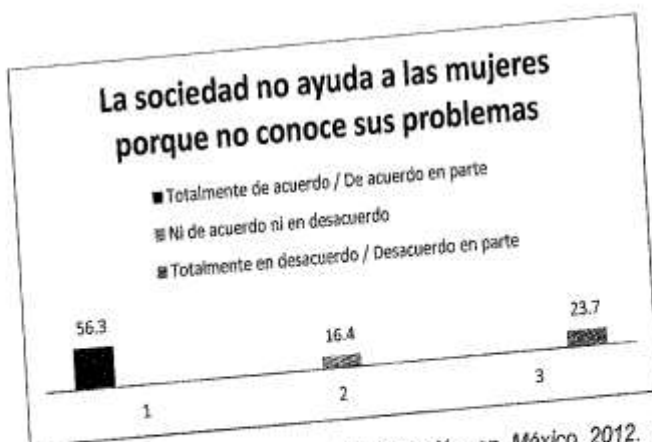 La sociedad no ayuda a las mujeres
porque no conoce sus problemas
Totalmente de acuerdo / De acuerdo en parte
Ni de acuerdo ni en desacuerdo
Totalmente en desacuerdo / Desacuerdo en parte
56.3
16.4
23.7
1
2
3
en México, 2012.